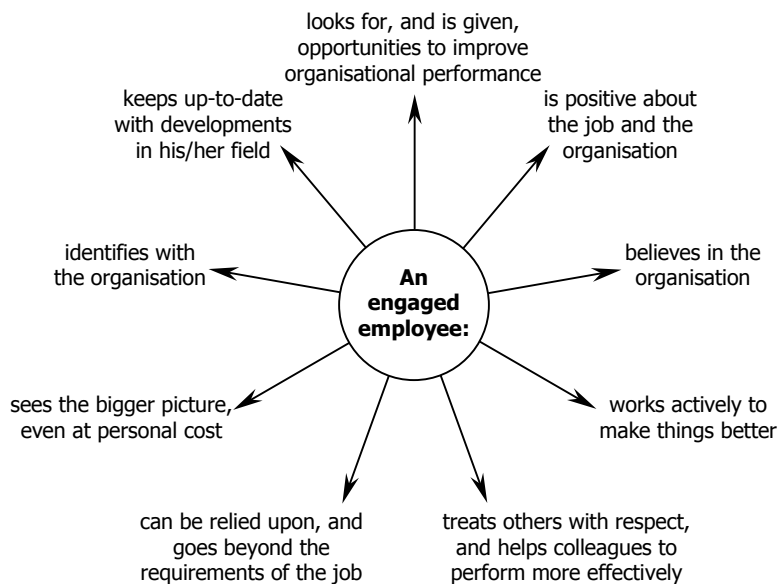 looks for, and is given,
opportunities to improve
organisational performance
is positive about
the job and the
organisation
believes in the
organisation
works actively to
make things better
treats others with respect,
and helps colleagues to
perform more effectively
can be relied upon, and
goes beyond the
requirements of the job
sees the bigger picture,
even at personal cost
identifies with
the organisation
keeps up-to-date
with developments
in his/her field
An
engaged
employee: